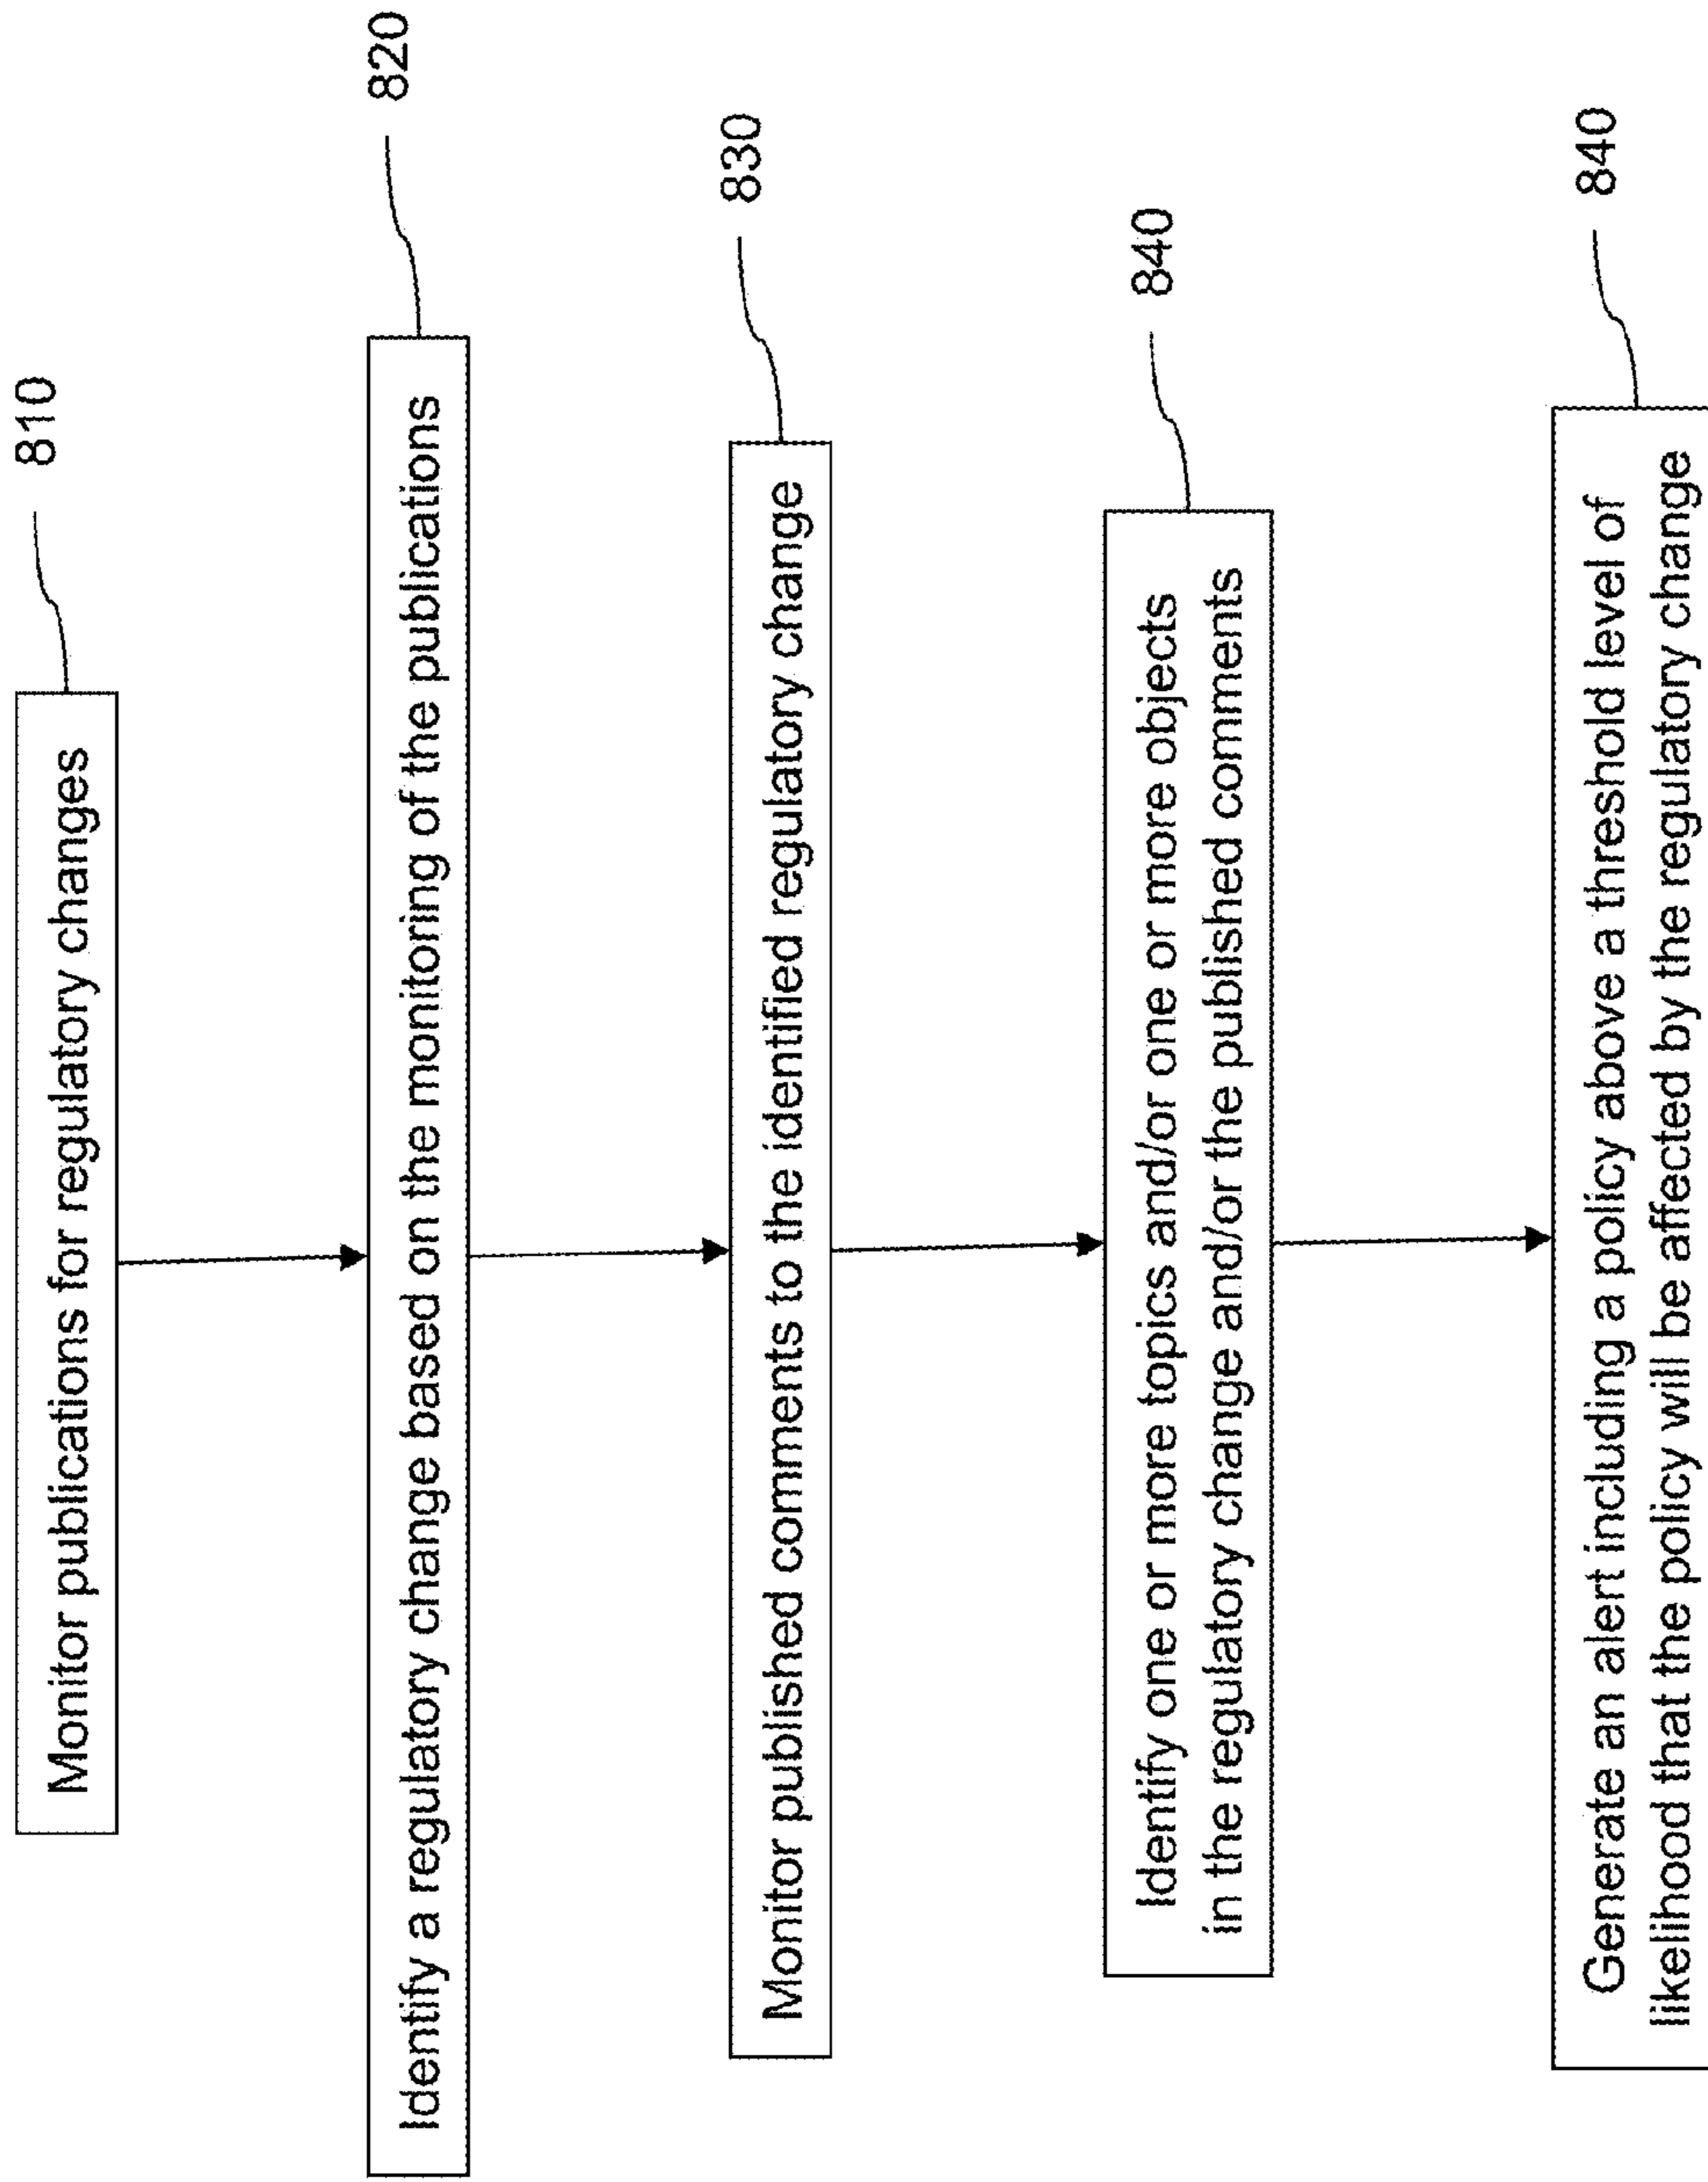 810
Monitor publications for regulatory changes
820
Identify a regulatory change based on the monitoring of the publications
830
Monitor published comments to the identified regulatory change
840
Identify one or more topics and/or one or more objects
in the regulatory change and/or the published comments
840
Generate an alert including a policy above a threshold level of
likelihood that the policy will be affected by the regulatory change